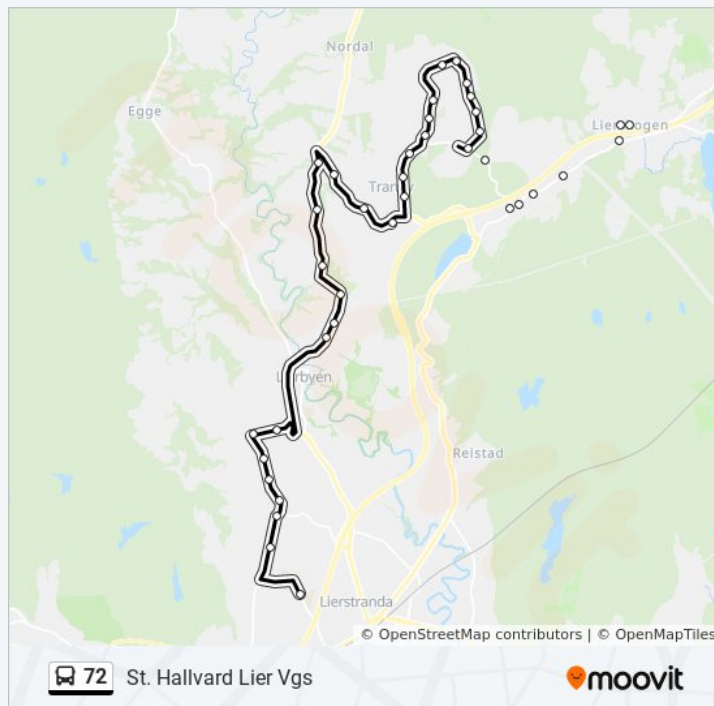 Nordal
Egge
Lierskogen
Tranby
Lierbyen
Reistad
Lierstranda
© OpenStreetMap contributors | © OpenMapTiles
72 St. Hallvard Lier Vgs
moovit